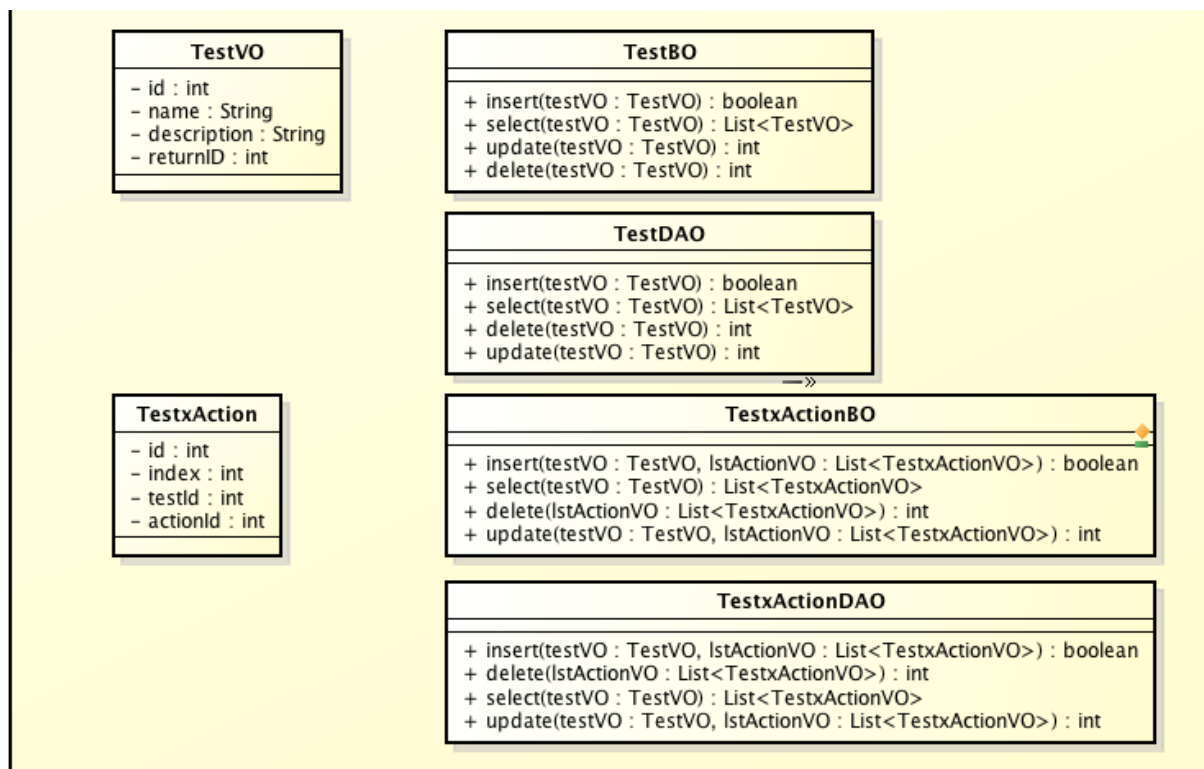 TestVO
- id : int
- name : String
- description : String
- returnID : int
TestBO
+ insert(testVO : TestVO) : boolean
+ select(testVO : TestVO) : List<TestVO>
+ update(testVO : TestVO) : int
+ delete(testVO : TestVO) : int
TestDAO
+ insert(testVO : TestVO) : boolean
+ select(testVO : TestVO) : List<TestVO>
+ delete(testVO : TestVO) : int
+ update(testVO : TestVO) : int
TestxAction
- id : int
- index : int
- testId : int
- actionId : int
TestxActionBO
+ insert(testVO : TestVO, lstActionVO : List<TestxActionVO>) : boolean
+ select(testVO : TestVO) : List<TestxActionVO>
+ delete(lstActionVO : List<TestxActionVO>) : int
+ update(testVO : TestVO, lstActionVO : List<TestxActionVO>) : int
TestxActionDAO
+ insert(testVO : TestVO, lstActionVO : List<TestxActionVO>) : boolean
+ delete(lstActionVO : List<TestxActionVO>) : int
+ select(testVO : TestVO) : List<TestxActionVO>
+ update(testVO : TestVO, lstActionVO : List<TestxActionVO>) : int